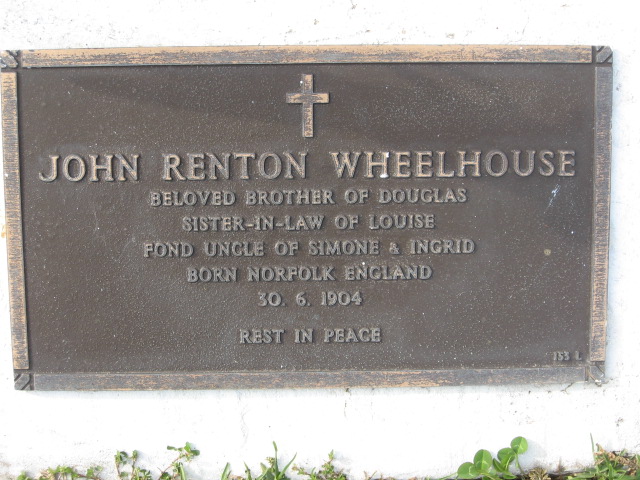 JOHN RENTON WHEELHOUSE
BELOVED BROTHER OF DOUGLAS
SISTER-IN-LAW OF LOUISE
FOND UNCLE OF SIMONE & INGRID
BORN NORFOLK ENGLAND
30. 6. 1904
REST IN PEACE
153 L